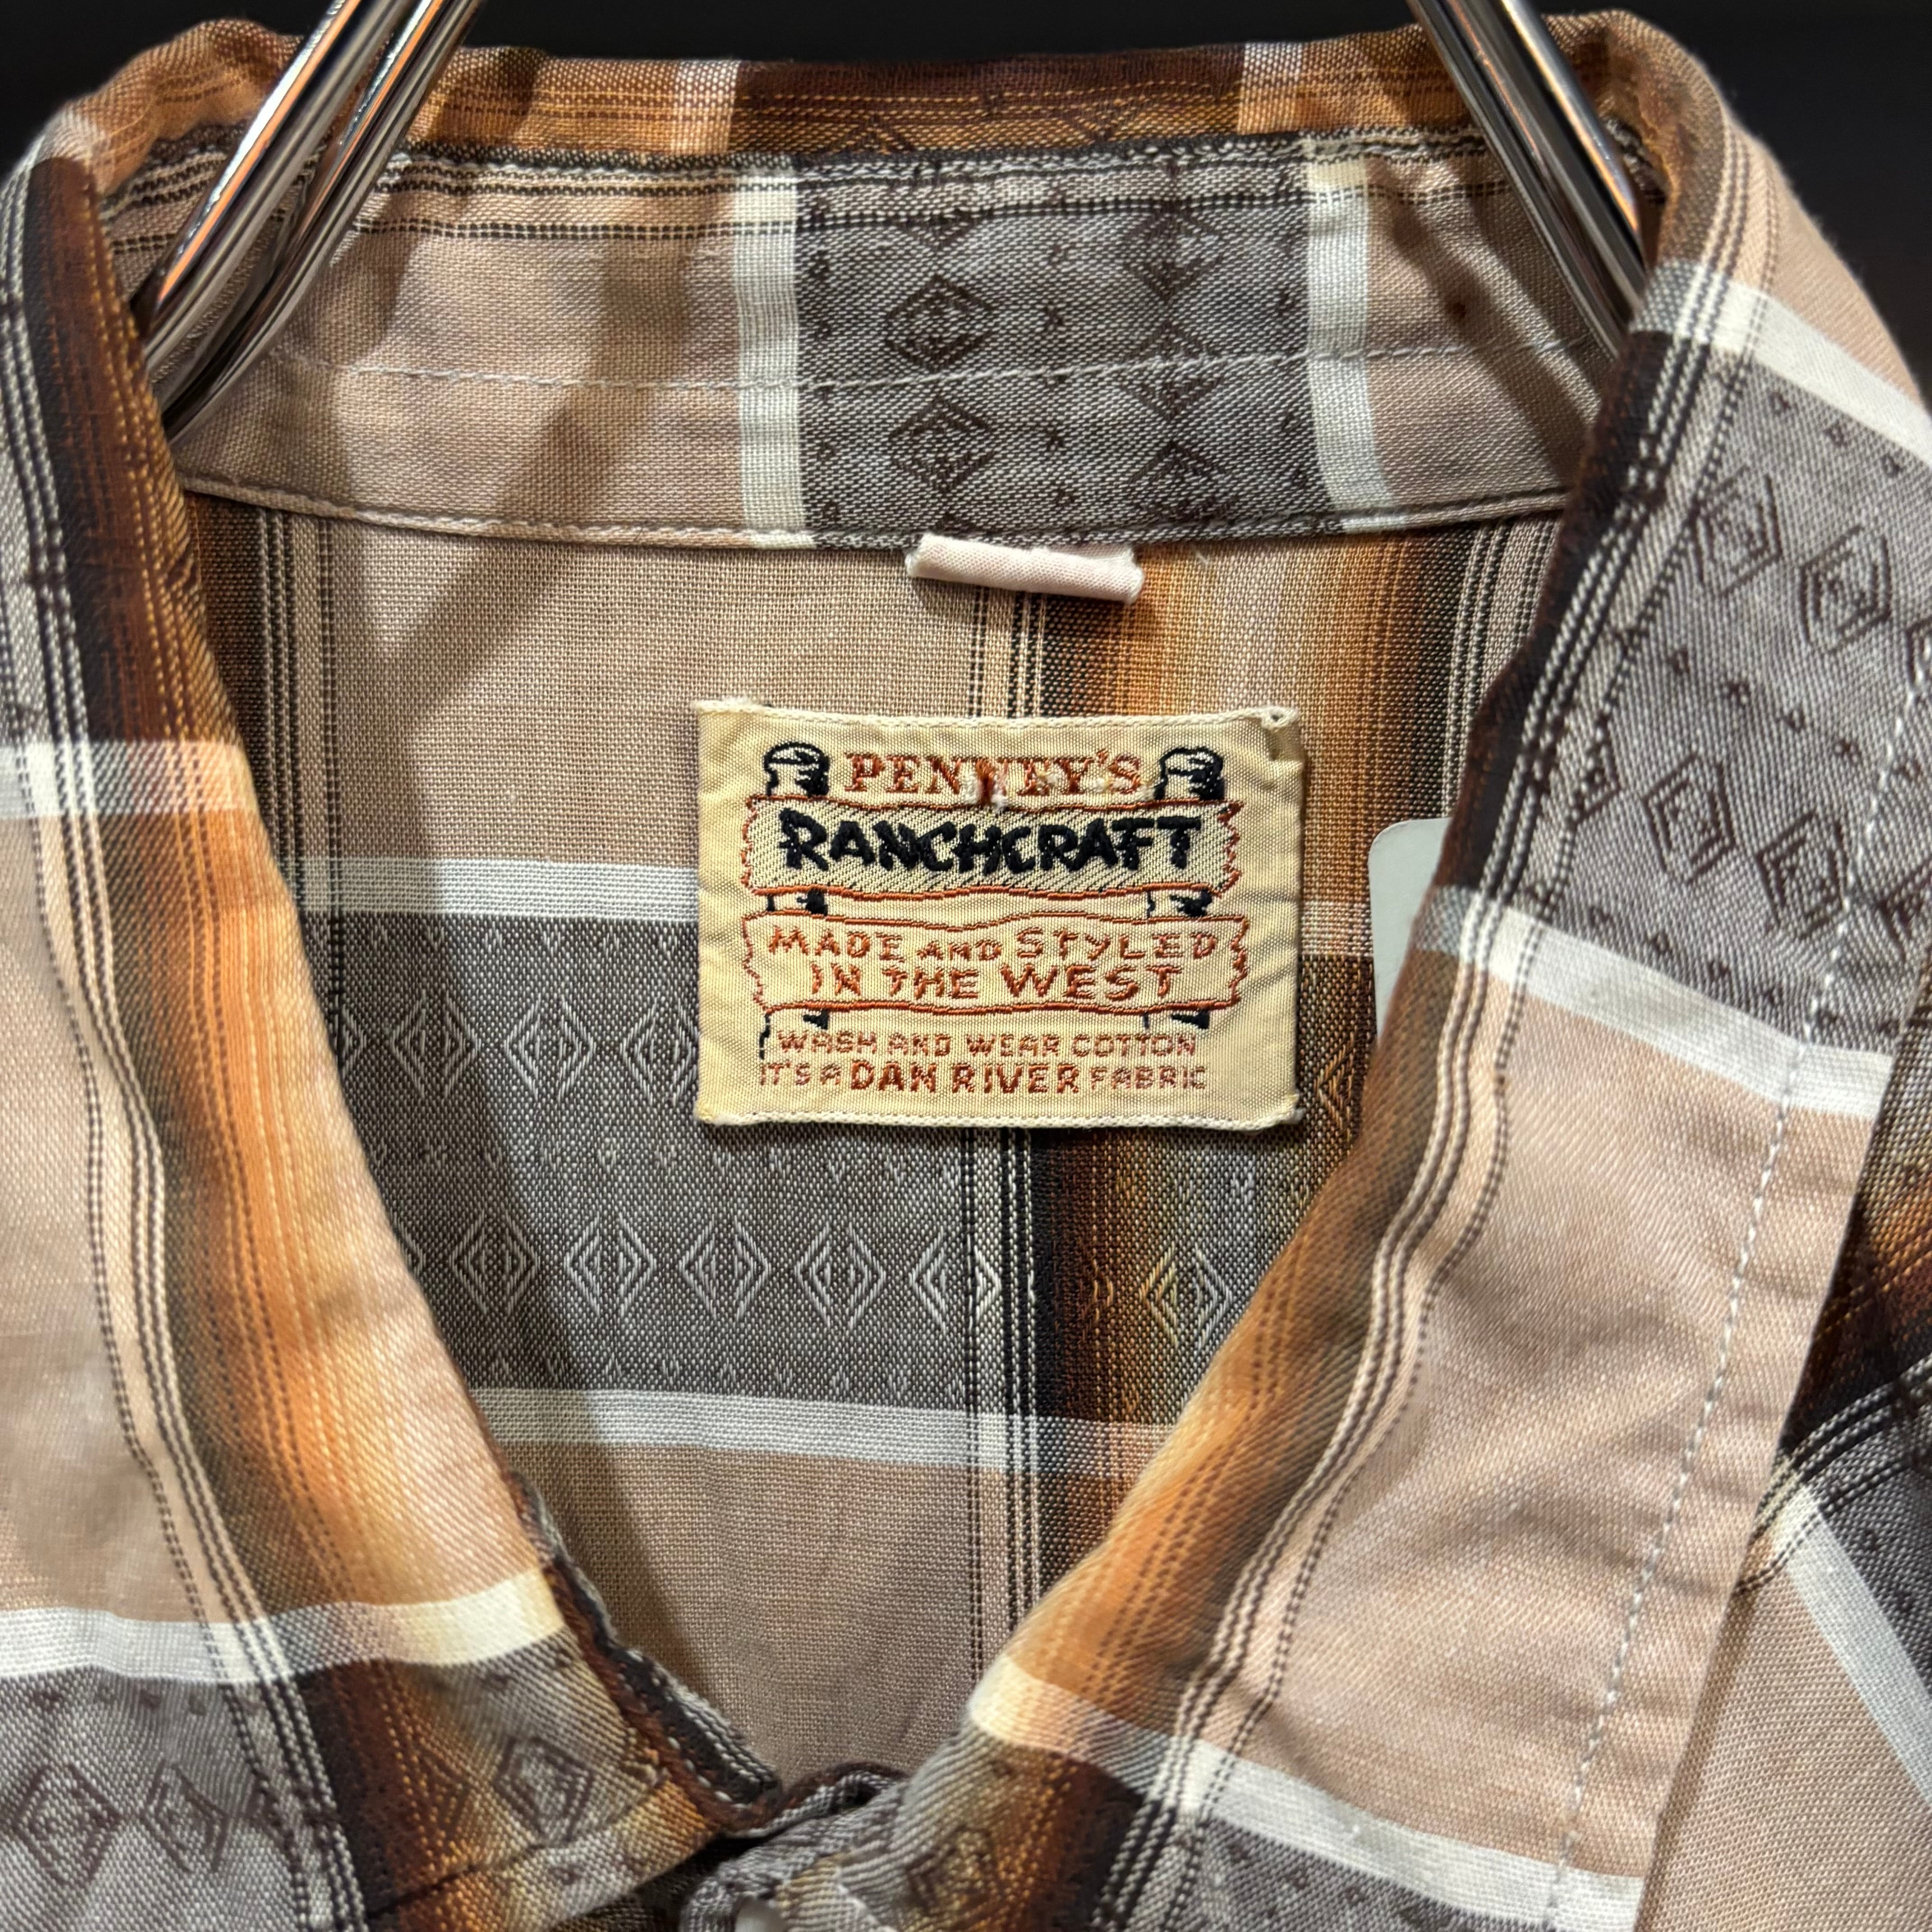 PENNEY'S
RANCHCRAFT
MADE AND STYLED
IN THE WEST
WASH AND WEAR COTTON
IT'S A DAN RIVER FABRIC